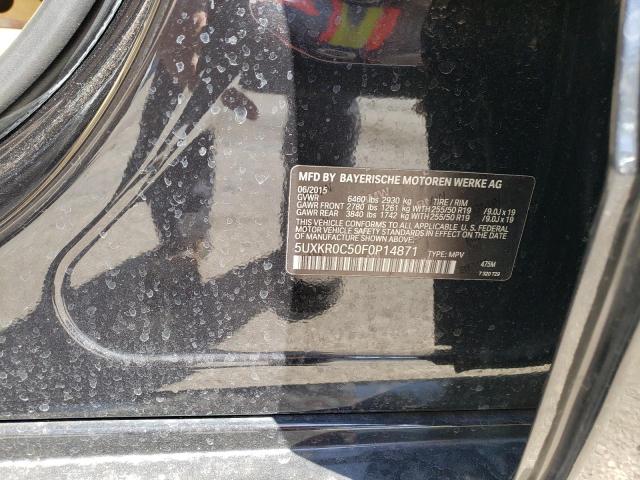 MFD BY BAYERISCHE MOTOREN WERKE AG
06/2015
GVWR 6460 lbs 2930 kg TIRE / RIM
GAWR FRONT 2780 lbs 1261 kg WITH 255/50 R19 /9.0J x 19
GAWR REAR 3840 lbs 1742 kg WITH 255/50 R19 /9.0J x 19
THIS VEHICLE CONFORMS TO ALL APPLICABLE U.S. FEDERAL
MOTOR VEHICLE SAFETY STANDARDS IN EFFECT ON THE
DATE OF MANUFACTURE SHOWN ABOVE.
5UXKR0C50F0P14871 TYPE: MPV
475M
7 320 729